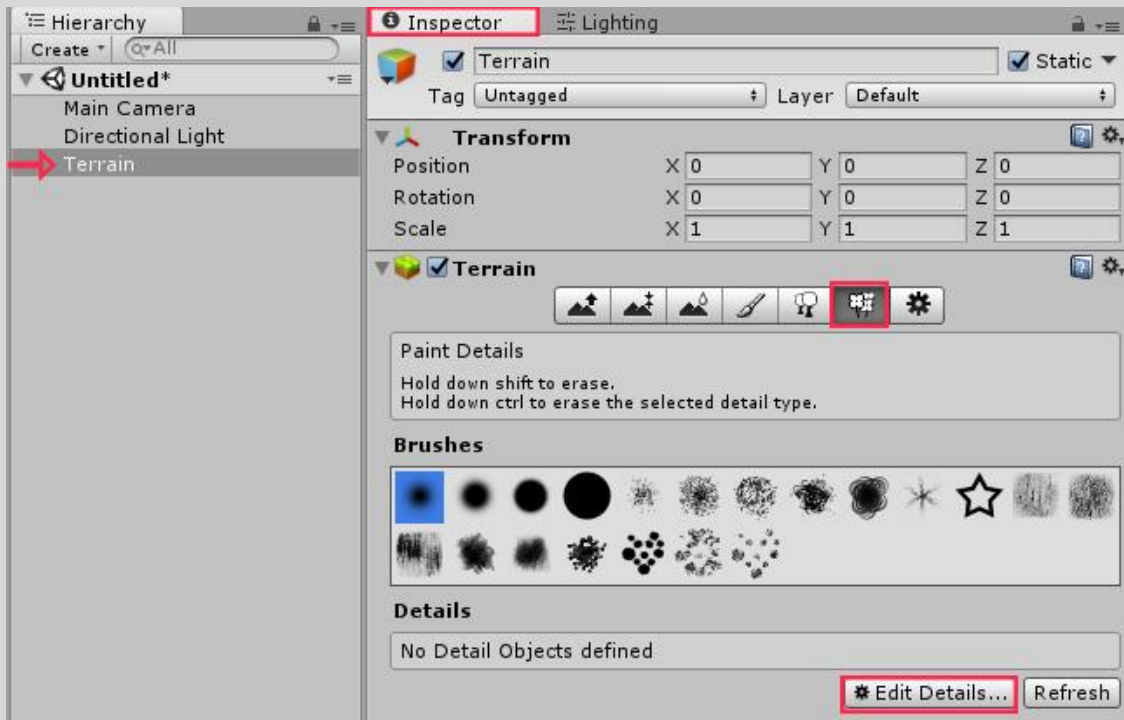 Hierarchy
Create All
Untitled*
Main Camera
Directional Light
Terrain
Inspector Lighting
Terrain Static
Tag Untagged Layer Default
Transform
Position X 0 Y 0 Z 0
Rotation X 0 Y 0 Z 0
Scale X 1 Y 1 Z 1
Terrain
Paint Details
Hold down shift to erase.
Hold down ctrl to erase the selected detail type.
Brushes
Details
No Detail Objects defined
Edit Details... Refresh